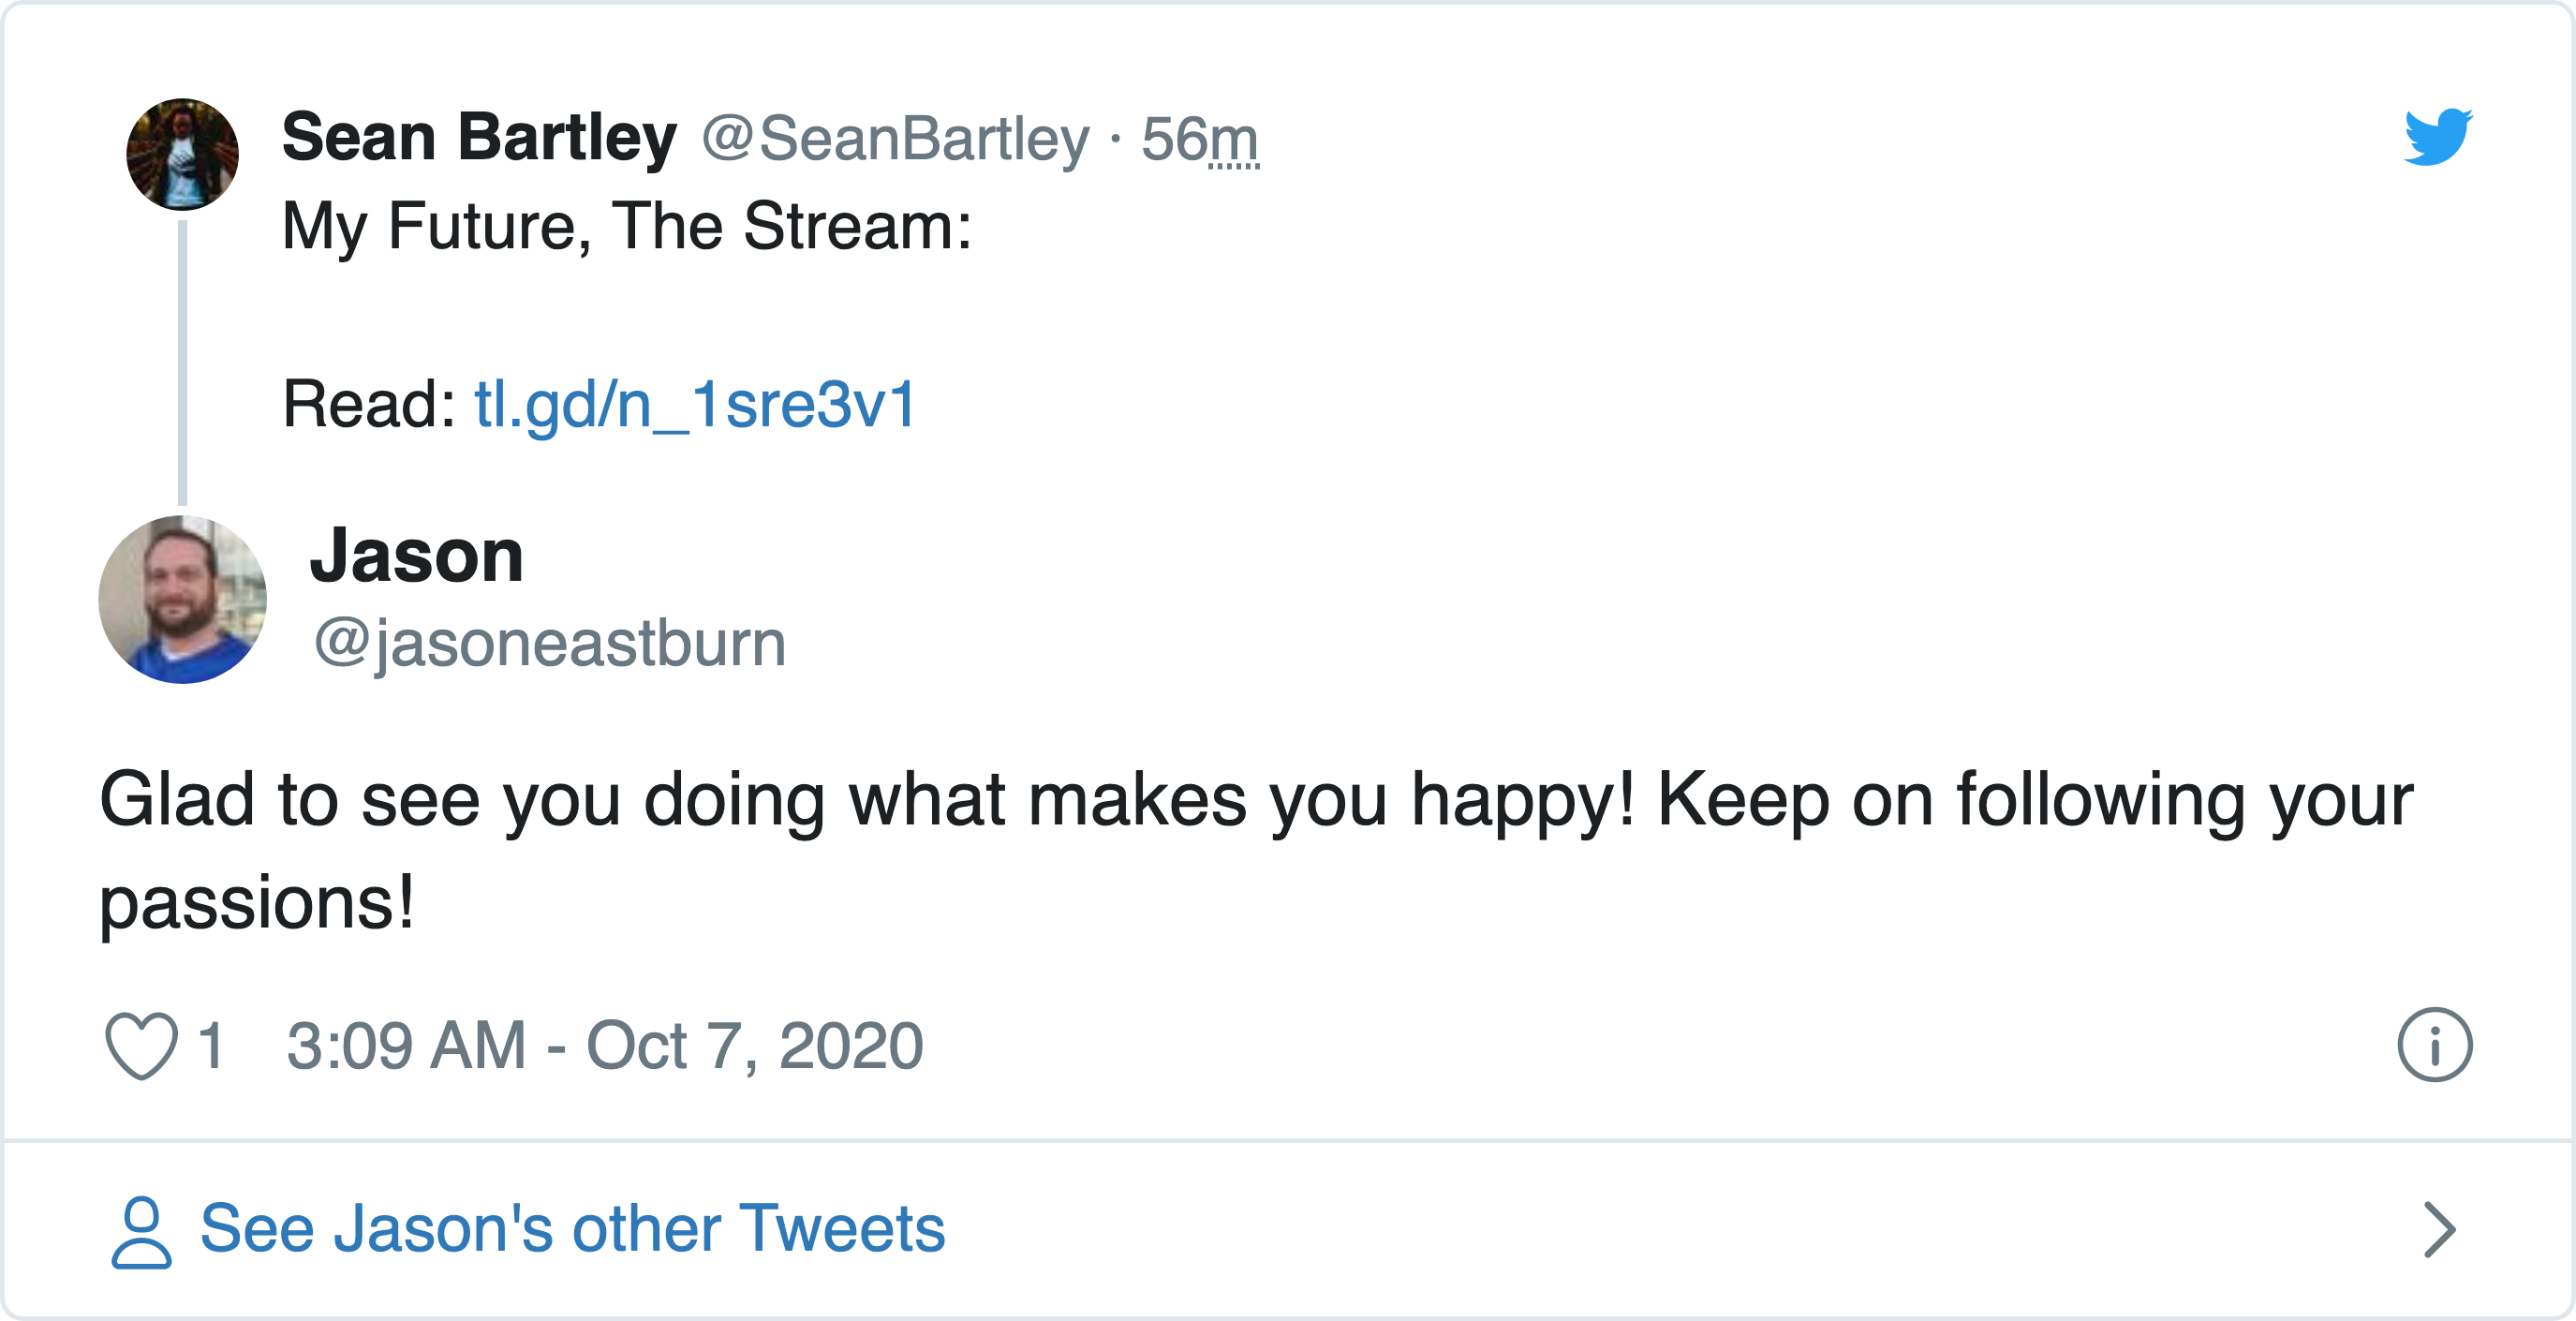 Sean Bartley @SeanBartley · 56m
My Future, The Stream:
Read: tl.gd/n_1sre3v1
Jason
@jasoneastburn
Glad to see you doing what makes you happy! Keep on following your
passions!
1 3:09 AM - Oct 7, 2020
See Jason's other Tweets